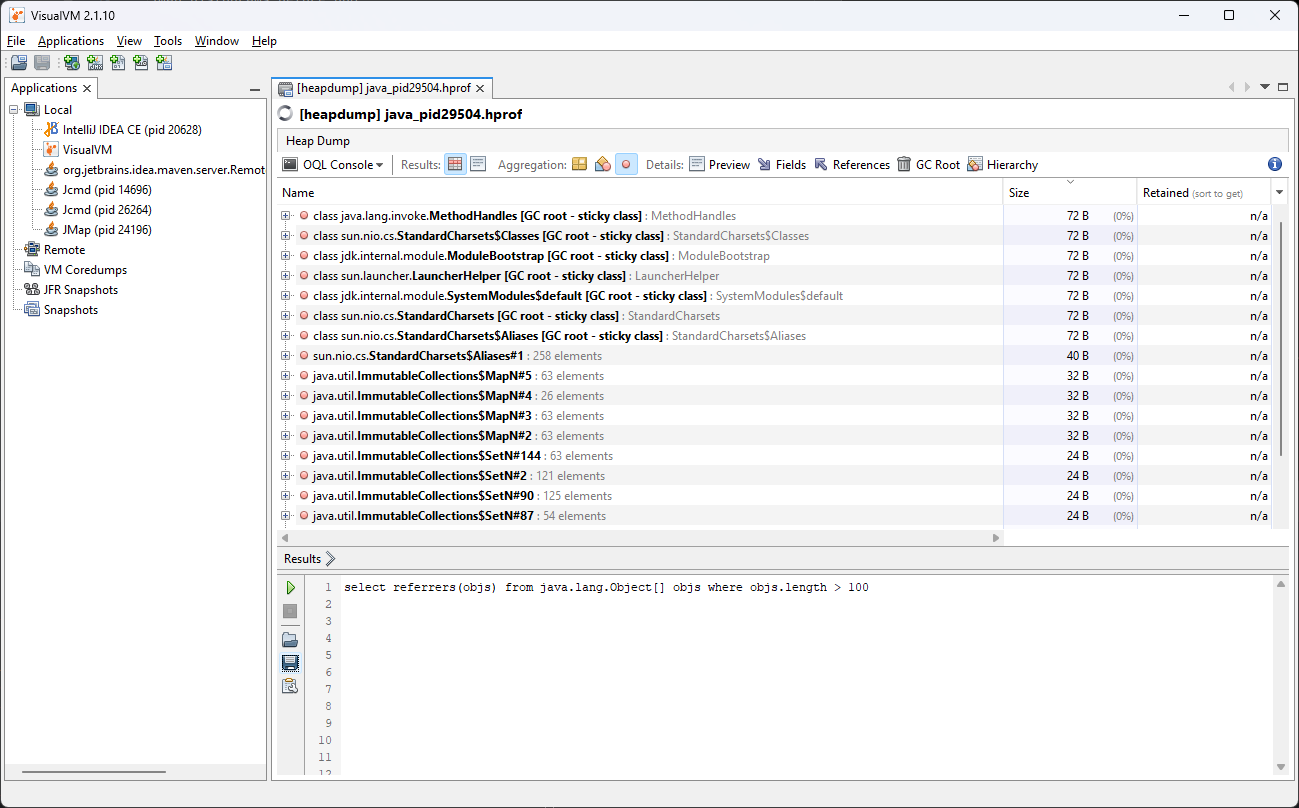 VisualVM 2.1.10
File Applications View Tools Window Help
Applications
[heapdump] java_pid29504.hprof
Local
IntelliJ IDEA CE (pid 20628)
VisualVM
org.jetbrains.idea.maven.server.Remot
Jcmd (pid 14696)
Jcmd (pid 26264)
JMap (pid 24196)
Remote
VM Coredumps
JFR Snapshots
Snapshots
[heapdump] java_pid29504.hprof
Heap Dump
OQL Console Results: Aggregation: Details: Preview Fields References GC Root Hierarchy
Name Size Retained (sort to get)
class java.lang.invoke.MethodHandles [GC root - sticky class] : MethodHandles 72 B (0%) n/a
class sun.nio.cs.StandardCharsets$Classes [GC root - sticky class] : StandardCharsets$Classes 72 B (0%) n/a
class jdk.internal.module.ModuleBootstrap [GC root - sticky class] : ModuleBootstrap 72 B (0%) n/a
class sun.launcher.LauncherHelper [GC root - sticky class] : LauncherHelper 72 B (0%) n/a
class jdk.internal.module.SystemModules$default [GC root - sticky class] : SystemModules$default 72 B (0%) n/a
class sun.nio.cs.StandardCharsets [GC root - sticky class] : StandardCharsets 72 B (0%) n/a
class sun.nio.cs.StandardCharsets$Aliases [GC root - sticky class] : StandardCharsets$Aliases 72 B (0%) n/a
sun.nio.cs.StandardCharsets$Aliases#1 : 258 elements 40 B (0%) n/a
java.util.ImmutableCollections$MapN#5 : 63 elements 32 B (0%) n/a
java.util.ImmutableCollections$MapN#4 : 26 elements 32 B (0%) n/a
java.util.ImmutableCollections$MapN#3 : 63 elements 32 B (0%) n/a
java.util.ImmutableCollections$MapN#2 : 63 elements 32 B (0%) n/a
java.util.ImmutableCollections$SetN#144 : 63 elements 24 B (0%) n/a
java.util.ImmutableCollections$SetN#2 : 121 elements 24 B (0%) n/a
java.util.ImmutableCollections$SetN#90 : 125 elements 24 B (0%) n/a
java.util.ImmutableCollections$SetN#87 : 54 elements 24 B (0%) n/a
Results
1 select referrers(objs) from java.lang.Object[] objs where objs.length > 100
2
3
4
5
6
7
8
9
10
11
12